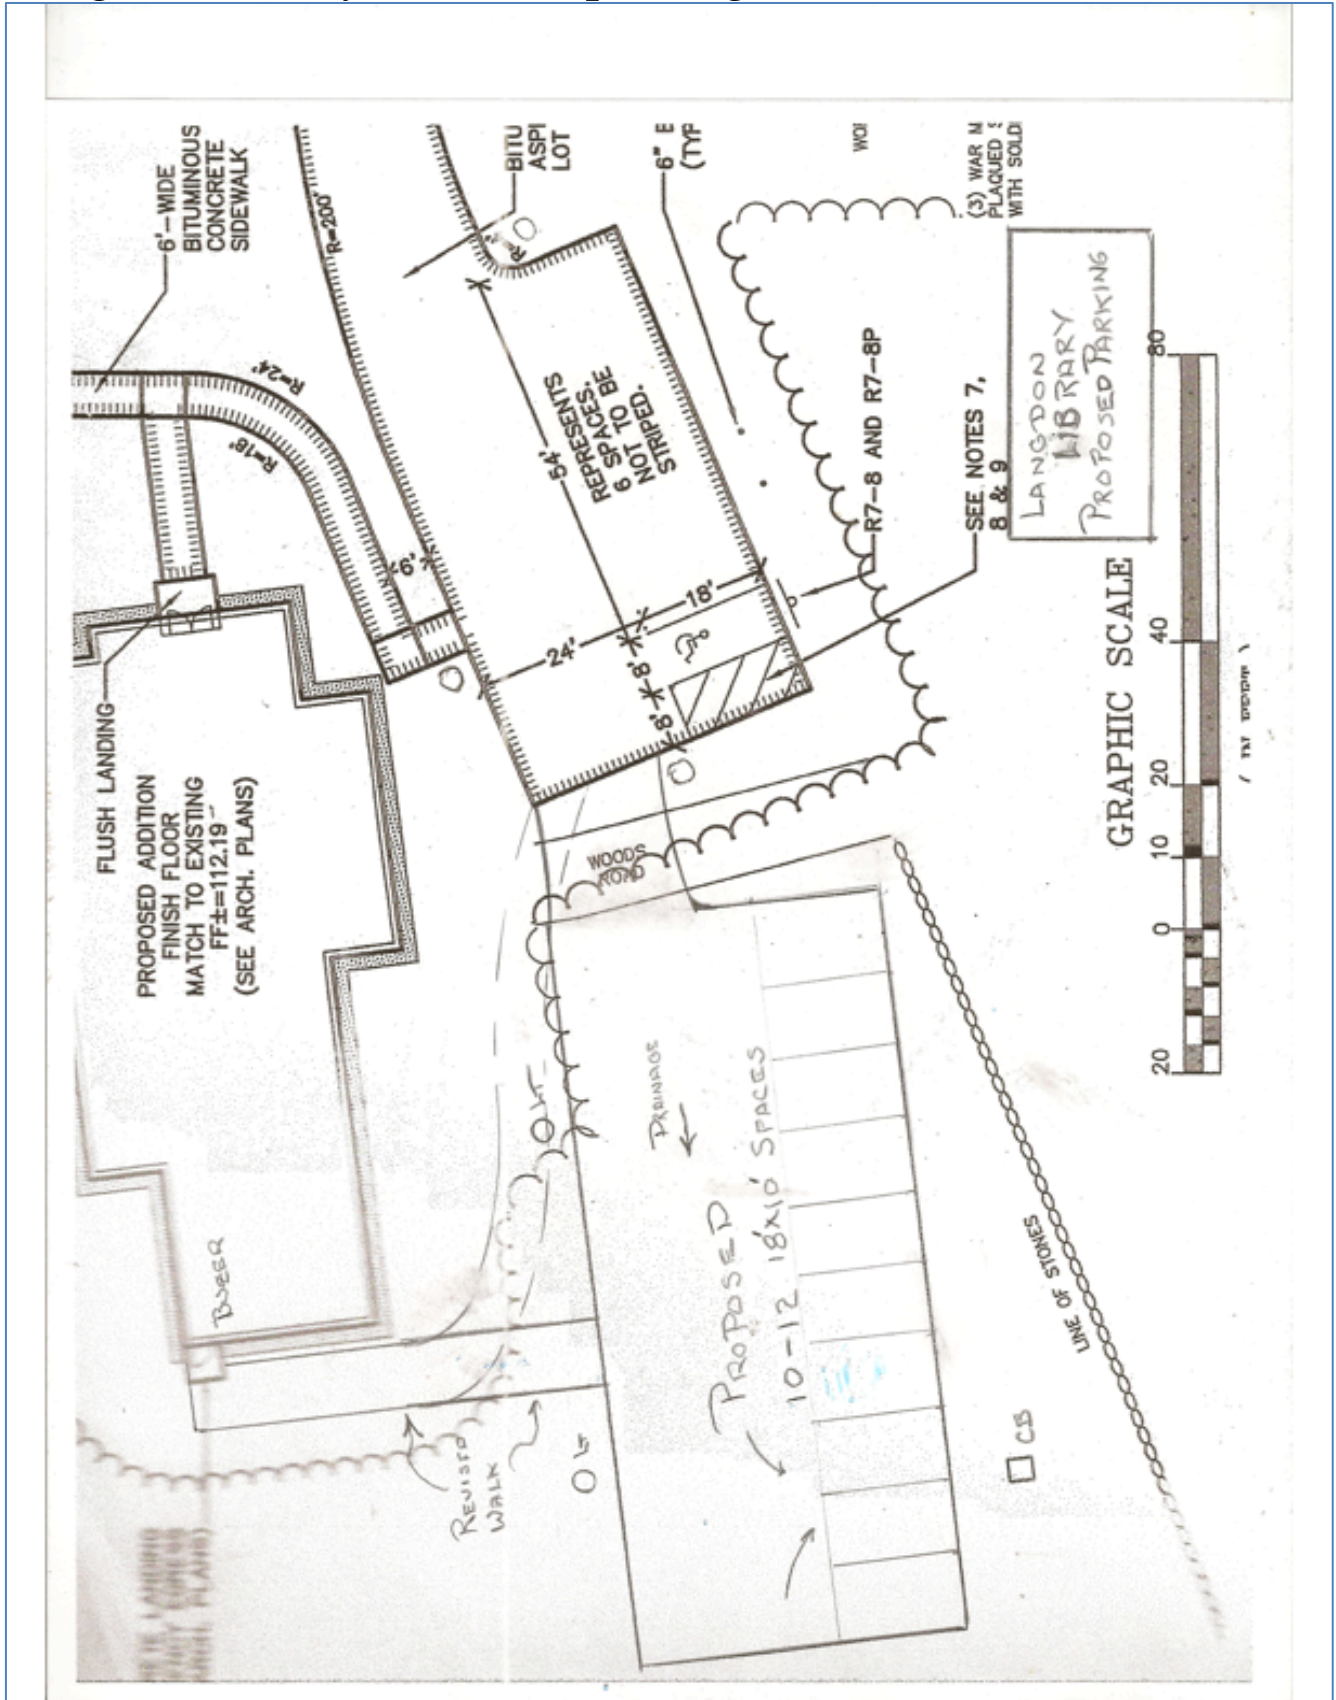 6'-WIDE
BITUMINOUS
CONCRETE
SIDEWALK
R=200'
BITU
ASPI
LOT
6" E
(TYP
WO
(3) WAR M
PLAQUED S
WITH SOLDI
R=24'
R=18'
6'
54'
REPRESENTS
6 SPACES.
NOT TO BE
STRIPED.
R7-8 AND R7-8P
SEE NOTES 7,
8 & 9
LANGDON
LIBRARY
PROPOSED PARKING
18'
24'
8'
8'
FLUSH LANDING
PROPOSED ADDITION
FINISH FLOOR
MATCH TO EXISTING
FF±=112.19
(SEE ARCH. PLANS)
WOODS
ROAD
GRAPHIC SCALE
20 0 10 20 40 80
LT
DRAINAGE
PROPOSED
10-12 18'X10' SPACES
LINE OF STONES
REVISED
WALK
LT
CB